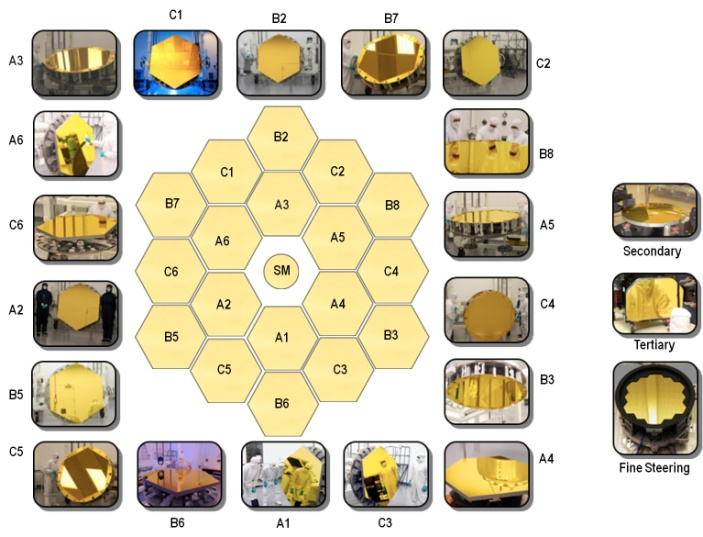 C1
B2
B7
A3
C2
A6
B8
C6
A5
A2
C4
B5
B3
C5
A4
B6
A1
C3
B2
C1
C2
B7
A3
B8
A6
A5
C6
SM
C4
A2
A4
B5
A1
B3
C5
C3
B6
Secondary
Tertiary
Fine Steering